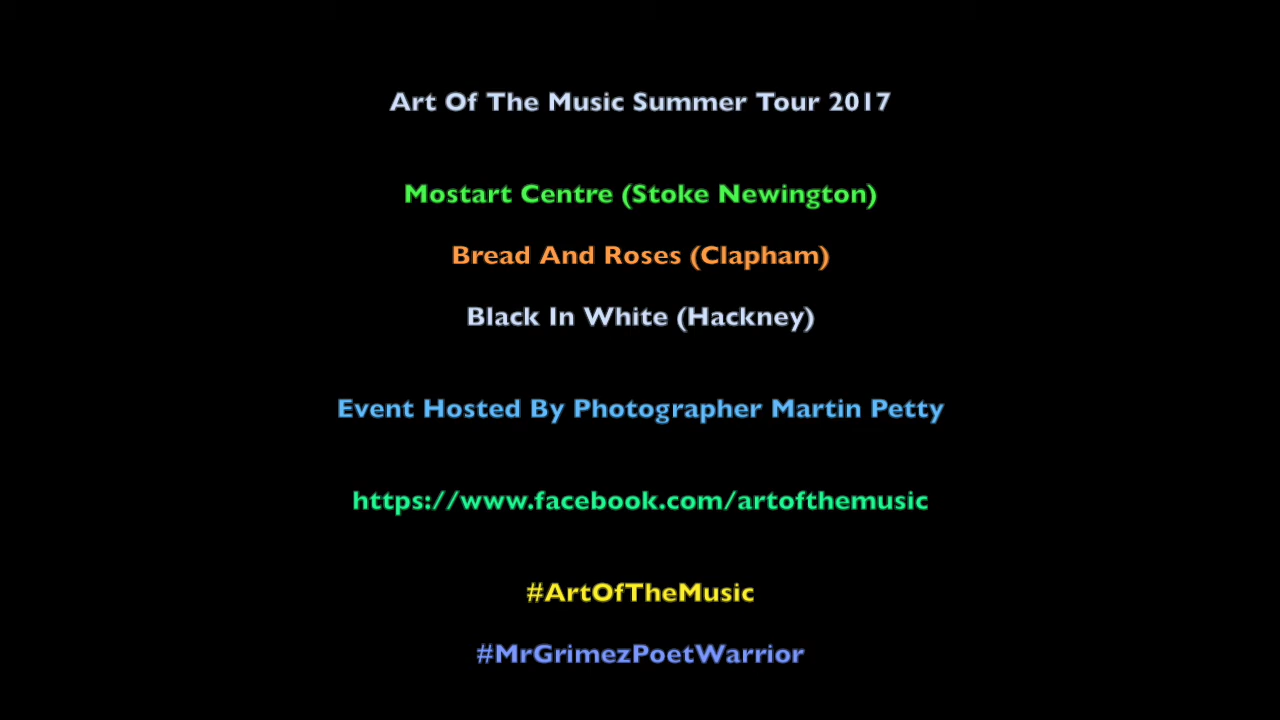 Art Of The Music Summer Tour 2017
Mostart Centre (Stoke Newington)
Bread And Roses (Clapham)
Black In White (Hackney)
Event Hosted By Photographer Martin Petty
https://www.facebook.com/artofthemusic
#ArtOfTheMusic
#MrGrimezPoetWarrior